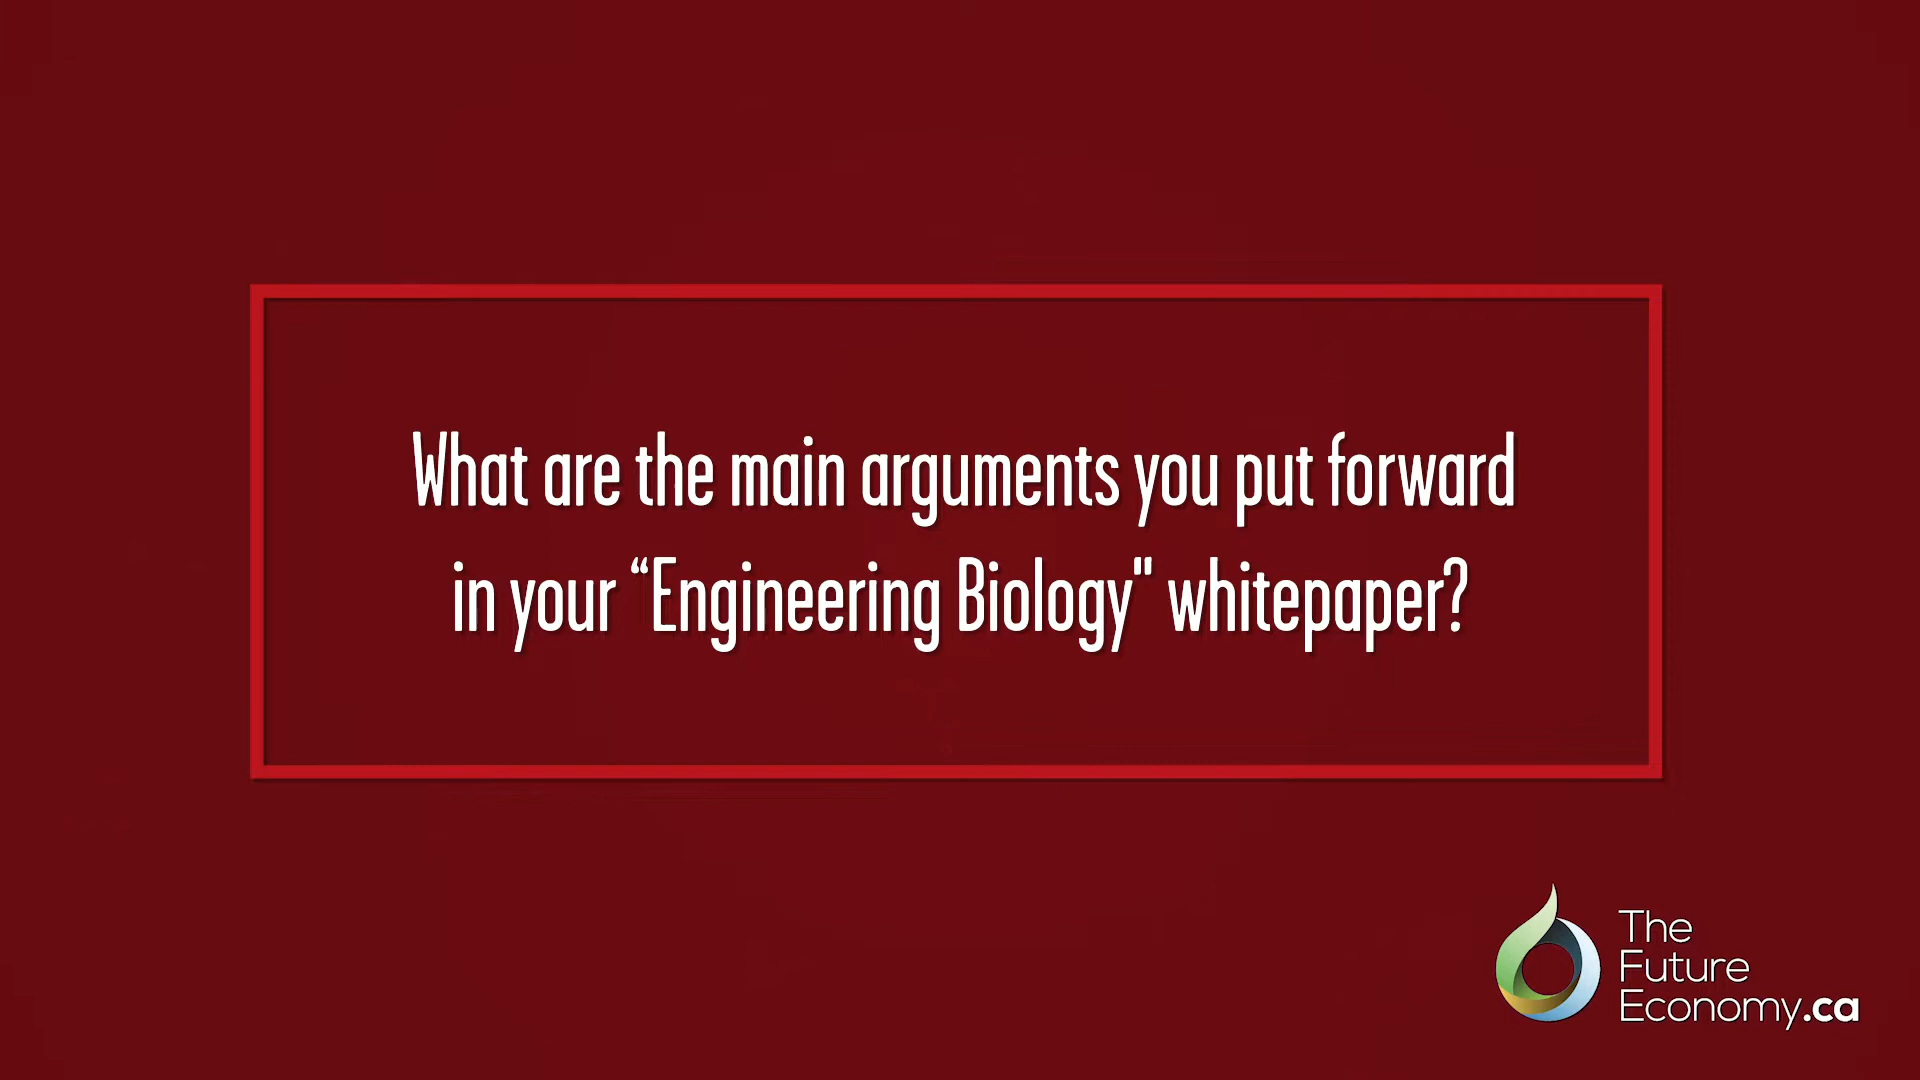 What are the main arguments you put forward
in your “Engineering Biology" whitepaper?
The
Future
Economy.ca